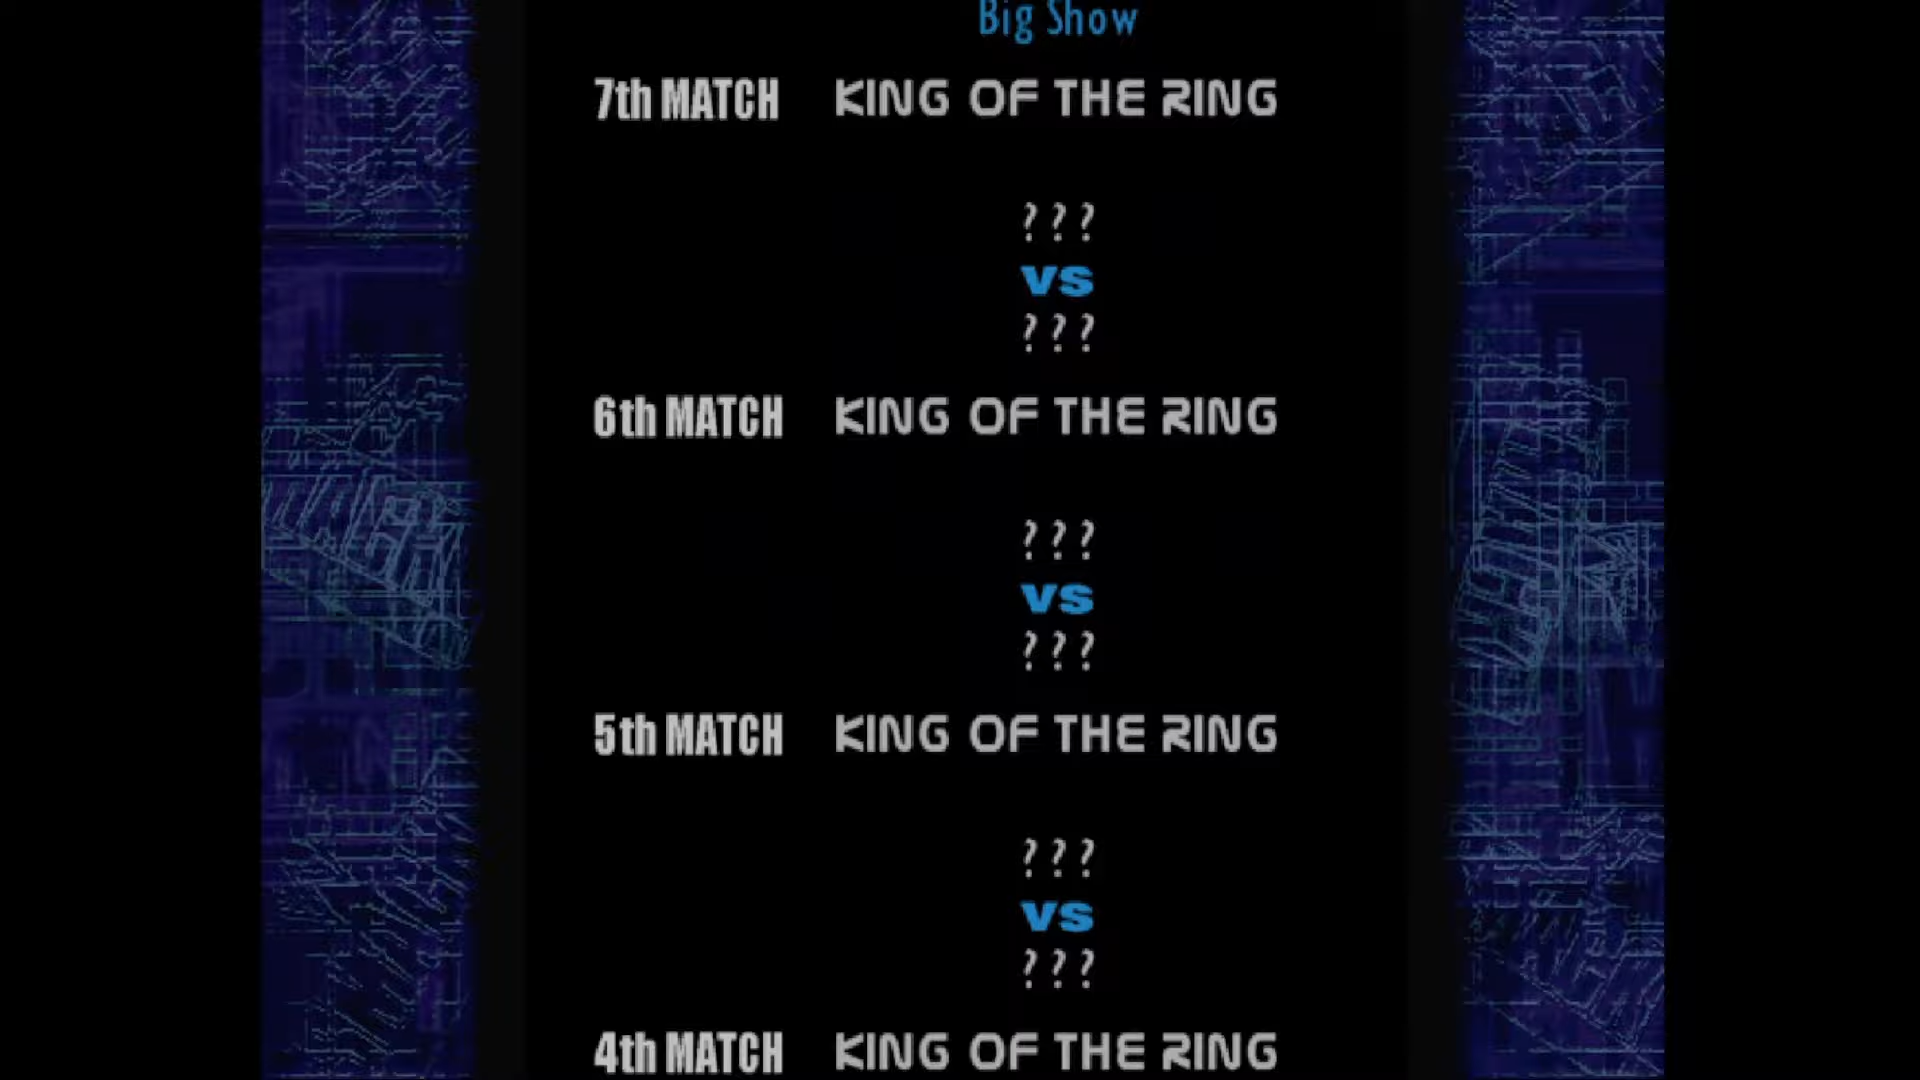 Big Show
7th MATCH KING OF THE RING
???
VS
???
6th MATCH KING OF THE RING
???
VS
???
5th MATCH KING OF THE RING
???
VS
???
4th MATCH KING OF THE RING